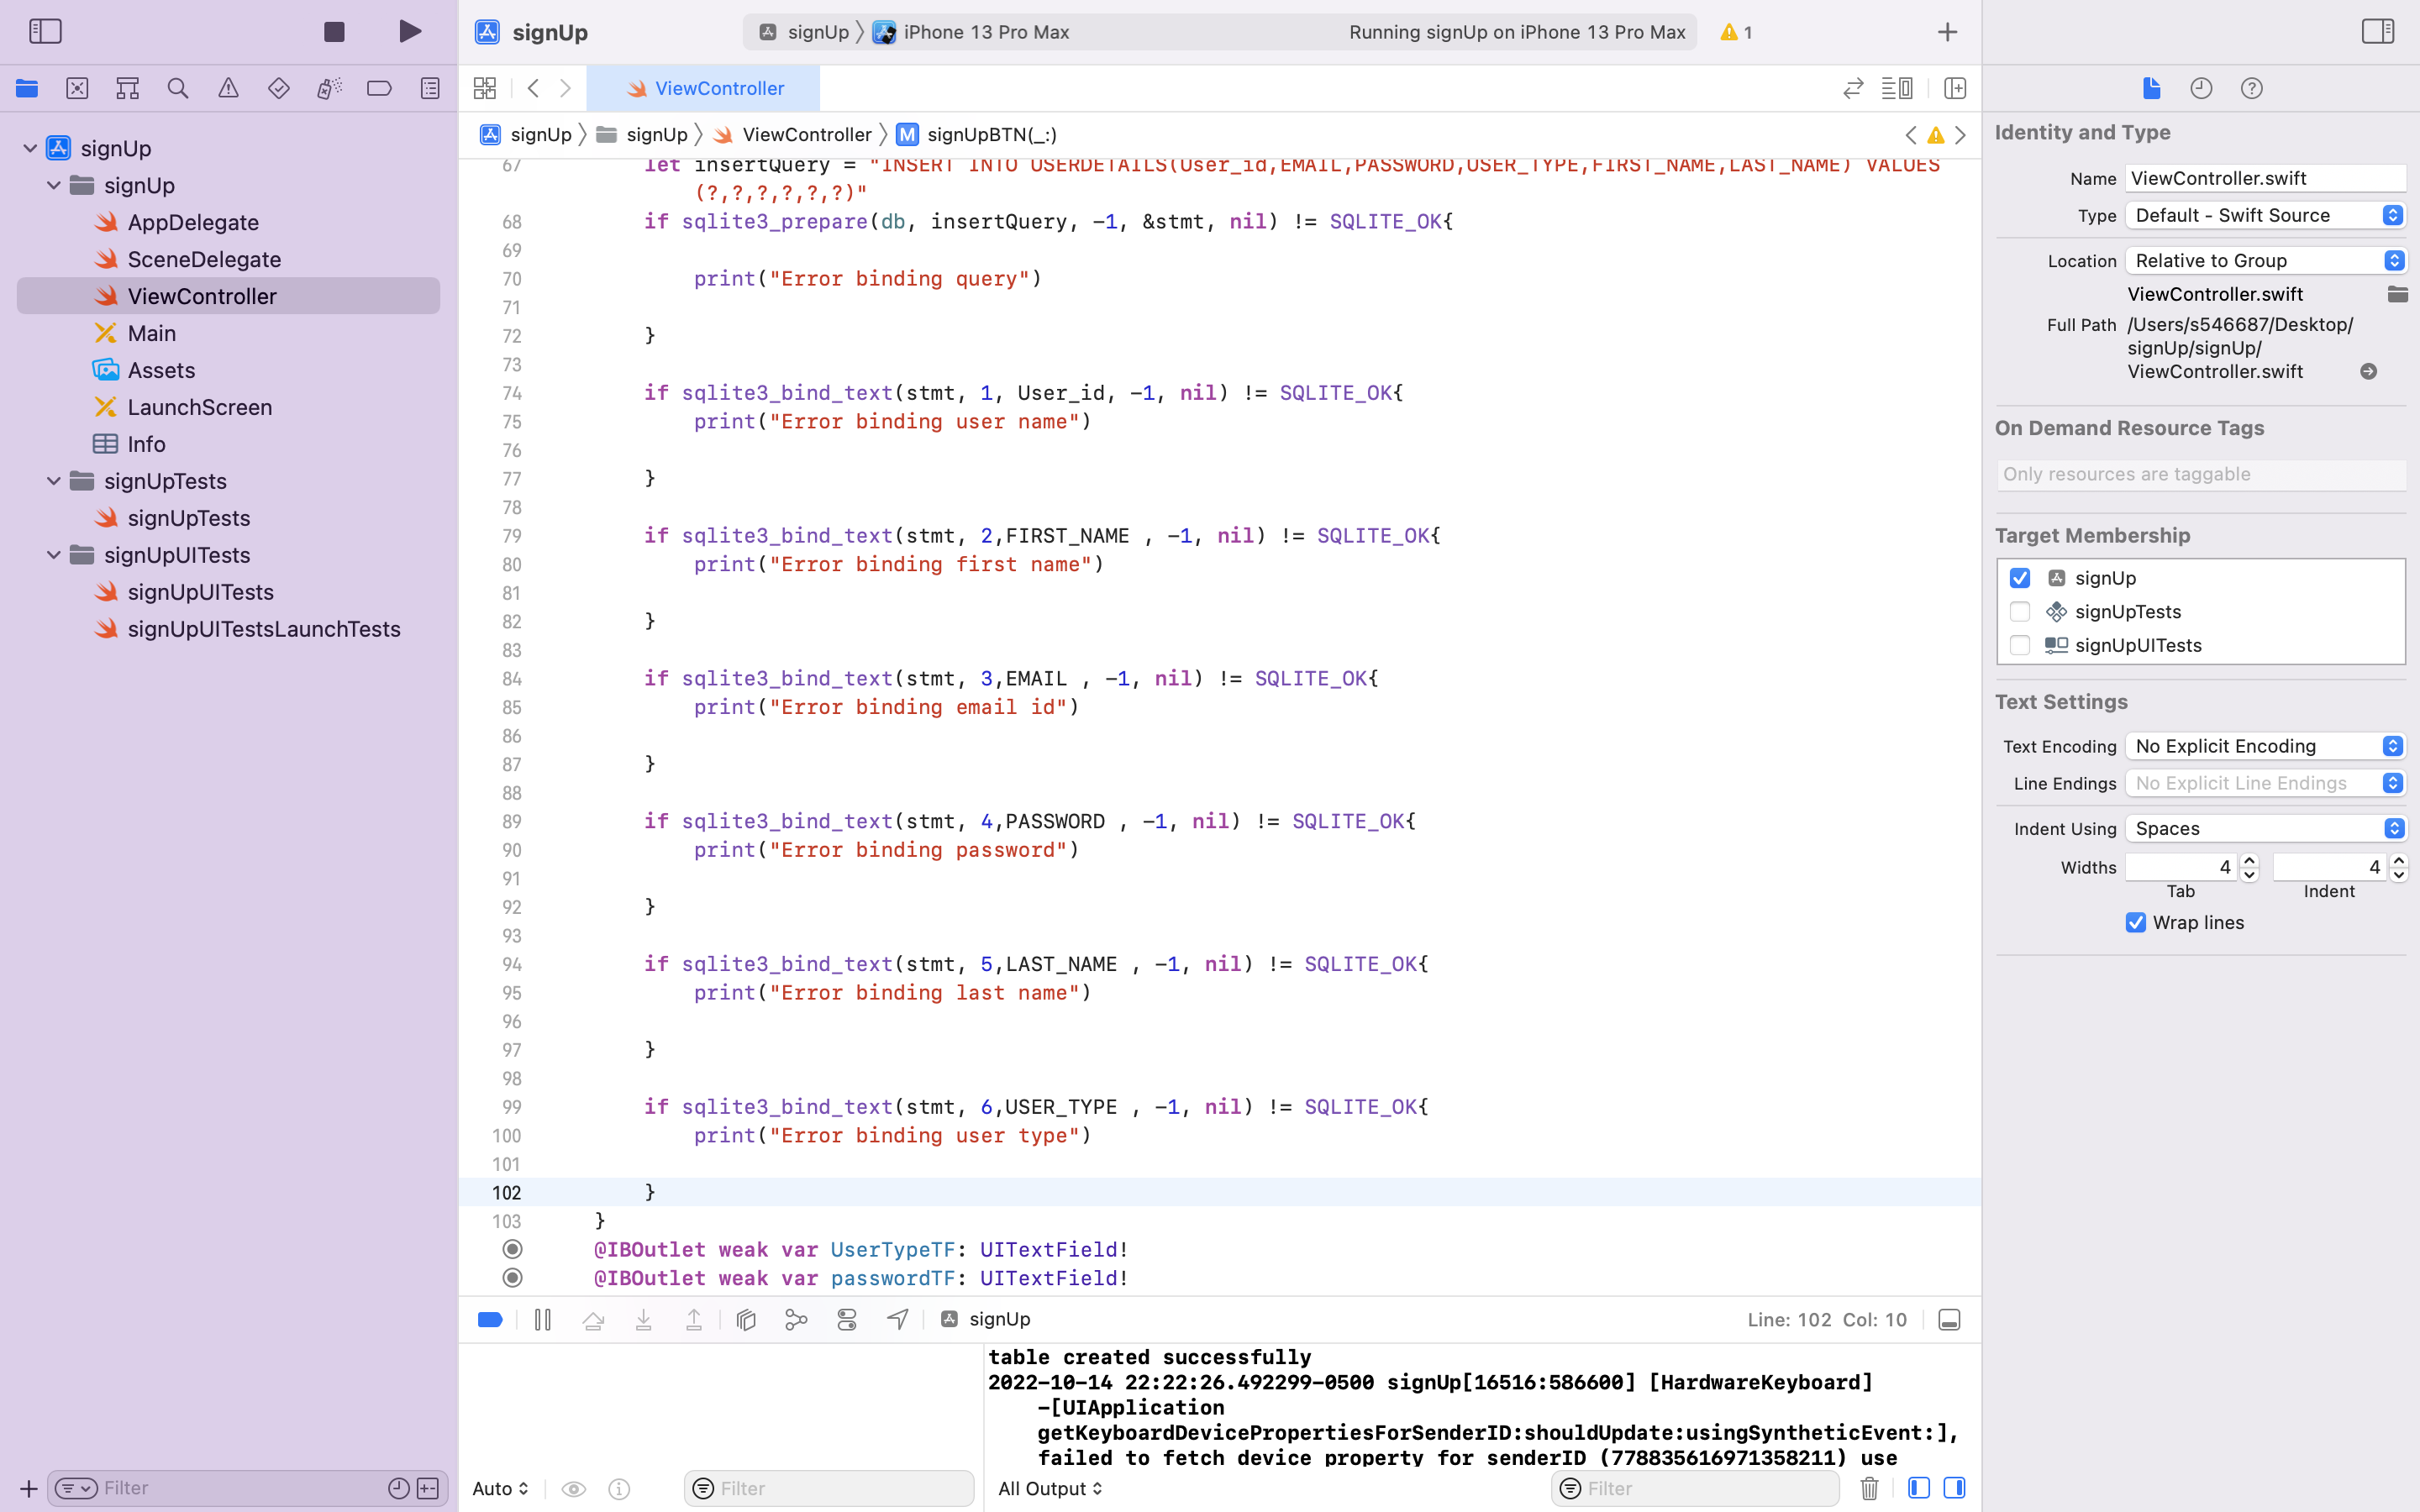 signUp
signUp
iPhone 13 Pro Max
Running signUp on iPhone 13 Pro Max
1
ViewController
signUp
signUp
ViewController
M
signUpBTN(_:)
signUp
signUp
AppDelegate
SceneDelegate
ViewController
Main
Assets
LaunchScreen
Info
signUpTests
signUpTests
signUpUITests
signUpUITests
signUpUITestsLaunchTests
Filter
67 let insertQuery = "INSERT INTO USERDETAILS(User_id,EMAIL,PASSWORD,USER_TYPE,FIRST_NAME,LAST_NAME) VALUES
(?,?,?,?,?,?)"
68 if sqlite3_prepare(db, insertQuery, -1, &stmt, nil) != SQLITE_OK{
69
70 print("Error binding query")
71
72 }
73
74 if sqlite3_bind_text(stmt, 1, User_id, -1, nil) != SQLITE_OK{
75 print("Error binding user name")
76
77 }
78
79 if sqlite3_bind_text(stmt, 2,FIRST_NAME , -1, nil) != SQLITE_OK{
80 print("Error binding first name")
81
82 }
83
84 if sqlite3_bind_text(stmt, 3,EMAIL , -1, nil) != SQLITE_OK{
85 print("Error binding email id")
86
87 }
88
89 if sqlite3_bind_text(stmt, 4,PASSWORD , -1, nil) != SQLITE_OK{
90 print("Error binding password")
91
92 }
93
94 if sqlite3_bind_text(stmt, 5,LAST_NAME , -1, nil) != SQLITE_OK{
95 print("Error binding last name")
96
97 }
98
99 if sqlite3_bind_text(stmt, 6,USER_TYPE , -1, nil) != SQLITE_OK{
100 print("Error binding user type")
101
102 }
103 }
@IBOutlet weak var UserTypeTF: UITextField!
@IBOutlet weak var passwordTF: UITextField!
signUp
Line: 102 Col: 10
table created successfully
2022-10-14 22:22:26.492299-0500 signUp[16516:586600] [HardwareKeyboard]
-[UIApplication
getKeyboardDevicePropertiesForSenderID:shouldUpdate:usingSyntheticEvent:],
failed to fetch device property for senderID (778835616971358211) use
Auto
Filter
All Output
Filter
Identity and Type
Name ViewController.swift
Type Default - Swift Source
Location Relative to Group
ViewController.swift
Full Path /Users/s546687/Desktop/
signUp/signUp/
ViewController.swift
On Demand Resource Tags
Only resources are taggable
Target Membership
signUp
signUpTests
signUpUITests
Text Settings
Text Encoding No Explicit Encoding
Line Endings No Explicit Line Endings
Indent Using Spaces
Widths 4 4
Tab Indent
Wrap lines